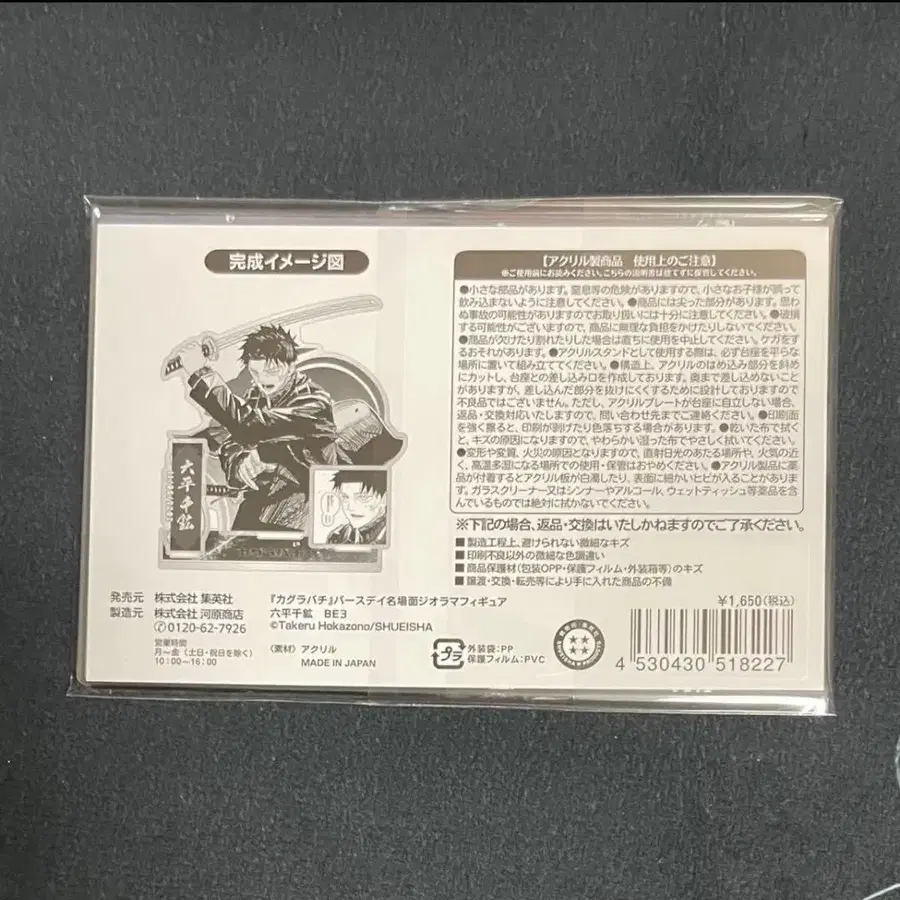 完成イメージ図
六平千鉱
発売元 株式会社 集英社
製造元 株式会社 河原商店
0120-62-7926
営業時間
月～金（土日・祝日を除く）
10:00～16:00
『カグラバチ』バースデイ名場面ジオラマフィギュア
六平千鉱 BE3
©Takeru Hokazono/SHUEISHA
〈素材〉アクリル
MADE IN JAPAN
【アクリル製商品 使用上のご注意】
※ご使用前にお読みください。こちらの説明書は捨てずに保管してください。
●小さな部品があります。窒息等の危険がありますので、小さなお子様が誤って
飲み込まないように注意してください。●商品には尖った部分があります。思わ
ぬ事故の可能性がありますのでお取り扱いには十分に注意してください。●破損
する可能性がございますので、商品に無理な負担をかけたりしないでください。
●商品が欠けたり割れたりした場合は直ちに使用を中止してください。ケガをす
るおそれがあります。●アクリルスタンドとして使用する際は、必ず台座を平らな
場所に置いて組み立ててください。●構造上、アクリルのはめ込み部分を斜め
にカットし、台座との差し込み口を作成しております。奥まで差し込めないこと
がありますが、差し込んだ部分を抜けにくくするために設計しておりますので
不良品ではございません。ただし、アクリルプレートが台座に自立しない場合、
返品・交換対応いたしますので、問い合わせ先までご連絡ください。●印刷面
を強く擦ると、印刷が剥げたり色落ちする場合があります。●乾いた布で拭く
と、キズの原因になりますので、やわらかい湿った布でやさしく拭いてください。
●変形や変質、火災の原因となりますので、直射日光のあたる場所や、火気の近
く、高温多湿になる場所での使用・保管はおやめください。●アクリル製品に薬
品が付着するとアクリル板が白濁したり、表面に細かいヒビが入ることがありま
す。ガラスクリーナー又はシンナーやアルコール、ウェットティッシュ等薬品を含
んでいるものでは絶対に拭かないでください。
※下記の場合、返品・交換はいたしかねますのでご了承ください。
■製造工程上、避けられない微細なキズ
■印刷不良以外の微細な色調違い
■商品保護材（包装OPP・保護フィルム・外装箱等）のキズ
■譲渡・交換・転売等により手に入れた商品の不備
¥1,650（税込）
プラ
外装袋:PP
保護フィルム:PVC
4 530430 518227